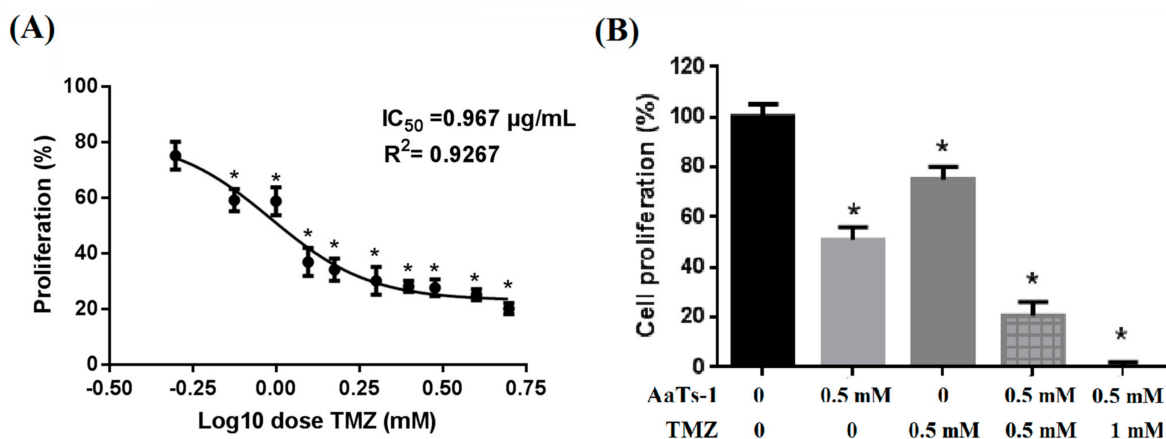 (A)
100
80
60
40
20
0
Proliferation (%)
IC50 =0.967 µg/mL
R2= 0.9267
* * * * * * * * *
-0.50 -0.25 0.00 0.25 0.50 0.75
Log10 dose TMZ (mM)
(B)
120
100
80
60
40
20
0
Cell proliferation (%)
* * * *
AaTs-1 0 0.5 mM 0 0.5 mM 0.5 mM
TMZ 0 0 0.5 mM 0.5 mM 1 mM